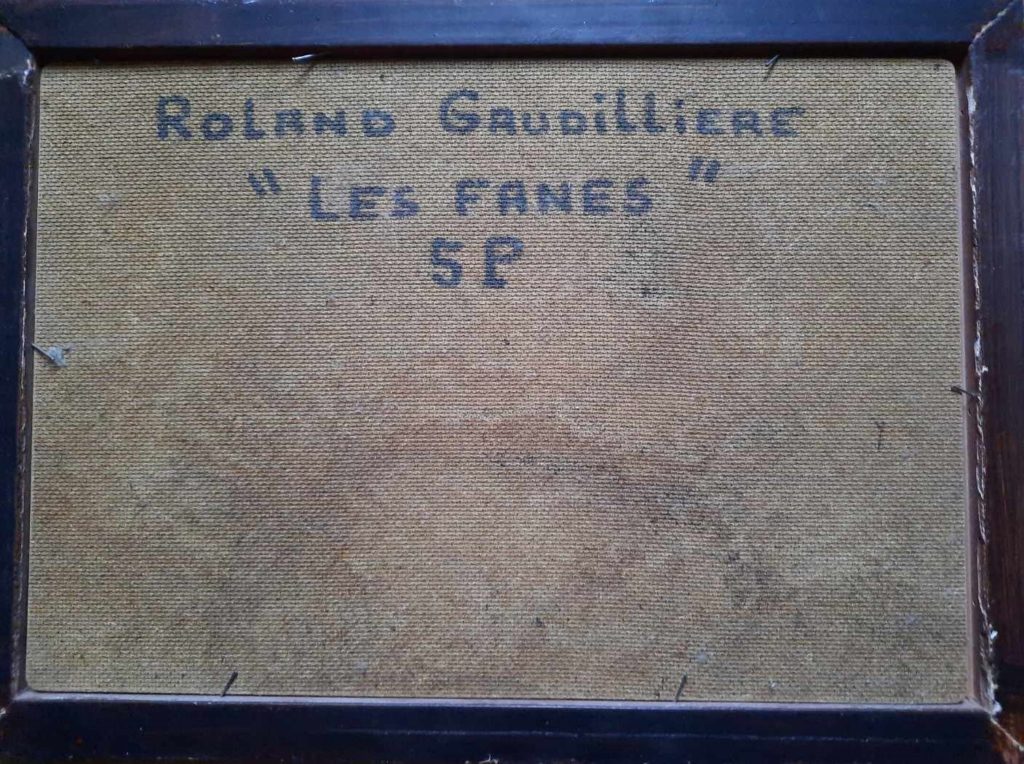 ROLAND GAUDILLIERE
"LES FANES"
5P